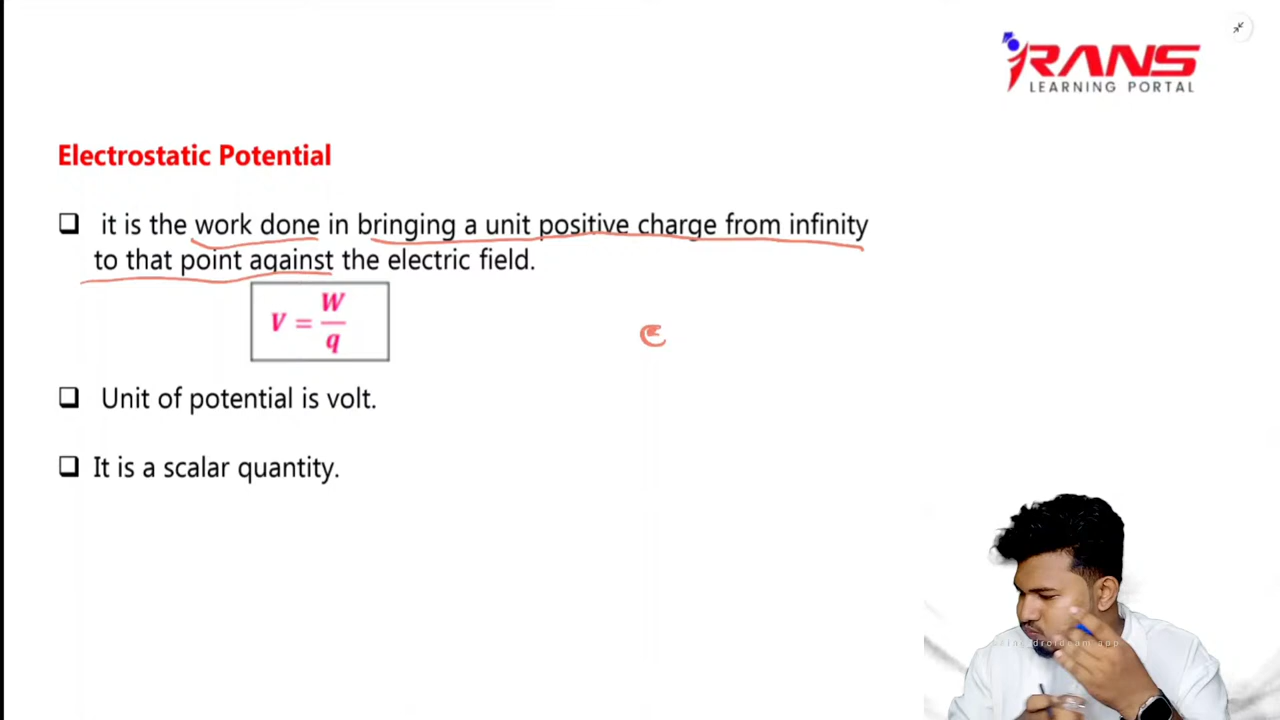 RANS
LEARNING PORTAL
Electrostatic Potential
it is the work done in bringing a unit positive charge from infinity
to that point against the electric field.
V = W/q
Unit of potential is volt.
It is a scalar quantity.